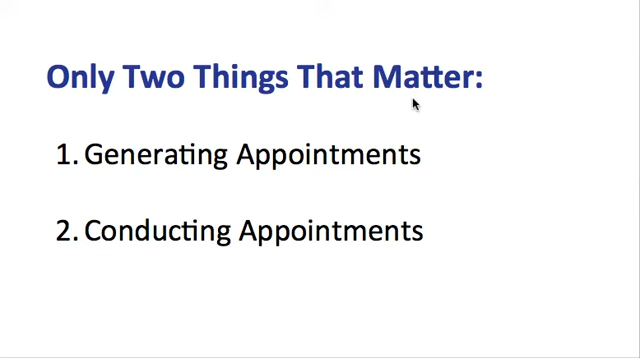 Only Two Things That Matter:
1. Generating Appointments
2. Conducting Appointments